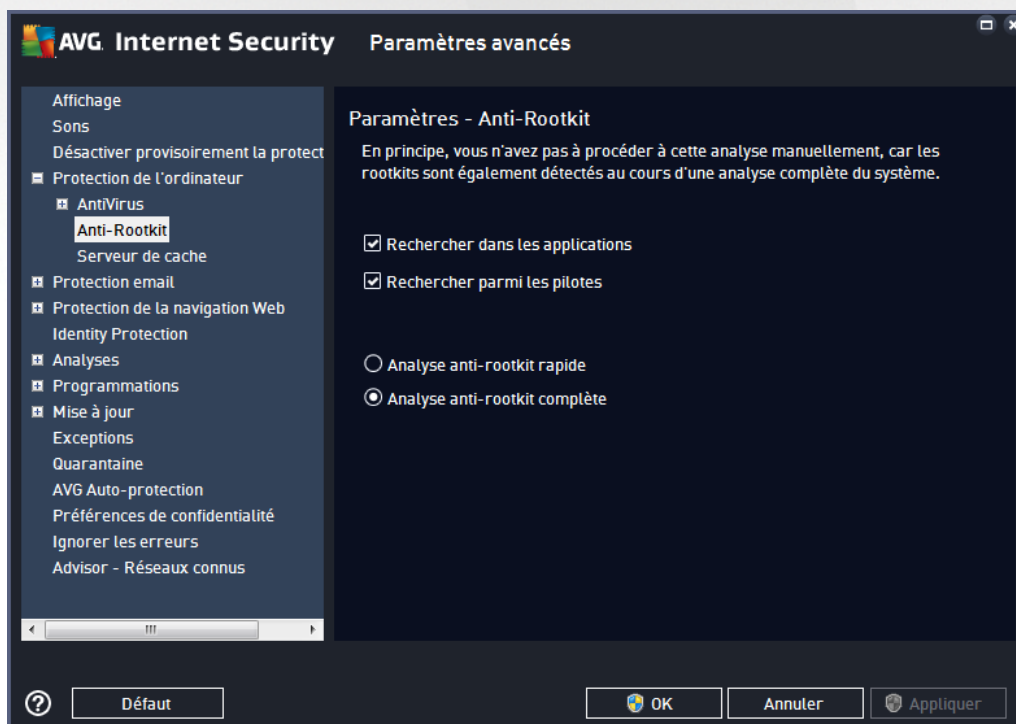 AVG. Internet Security Paramètres avancés
Affichage
Sons
Désactiver provisoirement la protect
Protection de l'ordinateur
AntiVirus
Anti-Rootkit
Serveur de cache
Protection email
Protection de la navigation Web
Identity Protection
Analyses
Programmations
Mise à jour
Exceptions
Quarantaine
AVG Auto-protection
Préférences de confidentialité
Ignorer les erreurs
Advisor - Réseaux connus
Paramètres - Anti-Rootkit
En principe, vous n'avez pas à procéder à cette analyse manuellement, car les
rootkits sont également détectés au cours d'une analyse complète du système.
Rechercher dans les applications
Rechercher parmi les pilotes
Analyse anti-rootkit rapide
Analyse anti-rootkit complète
? Défaut OK Annuler Appliquer